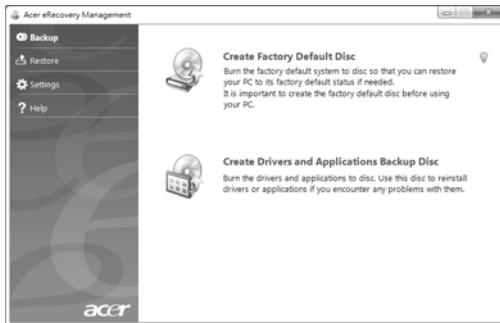 Acer eRecovery Management
Backup
Restore
Settings
Help
Create Factory Default Disc
Burn the factory default system to disc so that you can restore
your PC to its factory default status if needed.
It is important to create the factory default disc before using
your PC.
Create Drivers and Applications Backup Disc
Burn the drivers and applications to disc. Use this disc to reinstall
drivers or applications if you encounter any problems with them.
acer